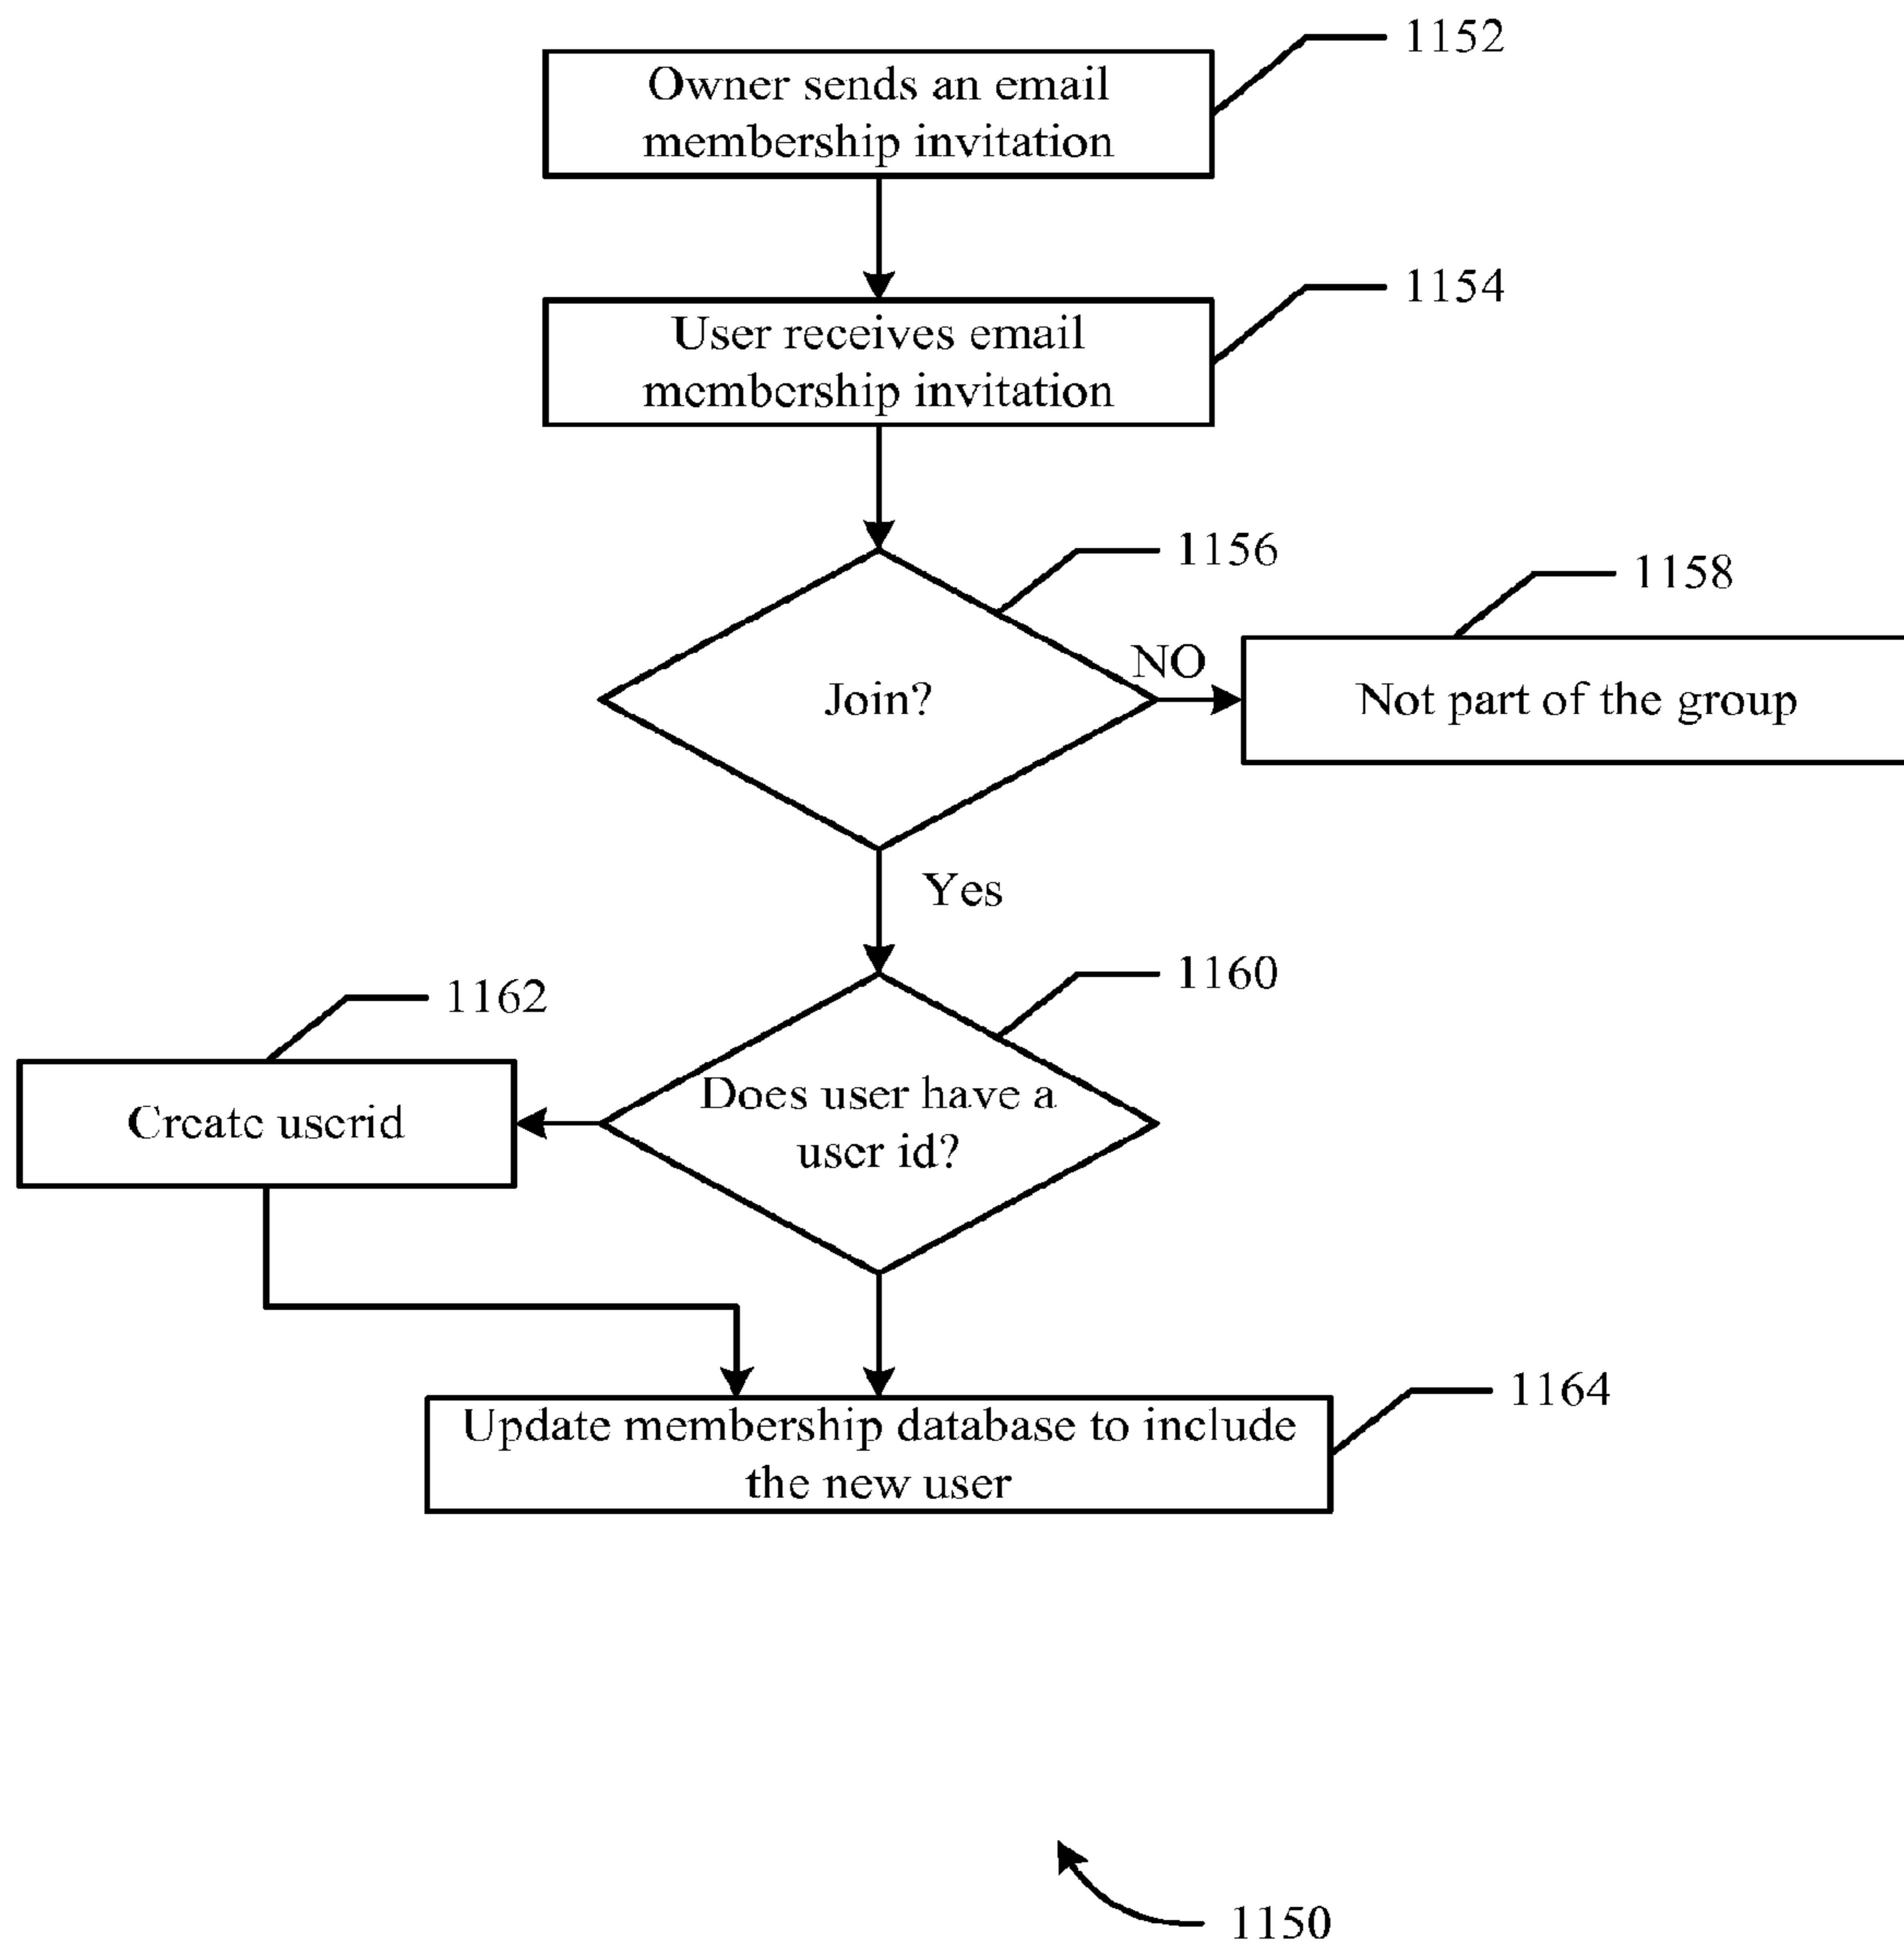 1152
Owner sends an email
membership invitation
1154
User receives email
membership invitation
1156
1158
NO
Join?
Not part of the group
Yes
1160
1162
Does user have a
user id?
Create userid
1164
Update membership database to include
the new user
1150